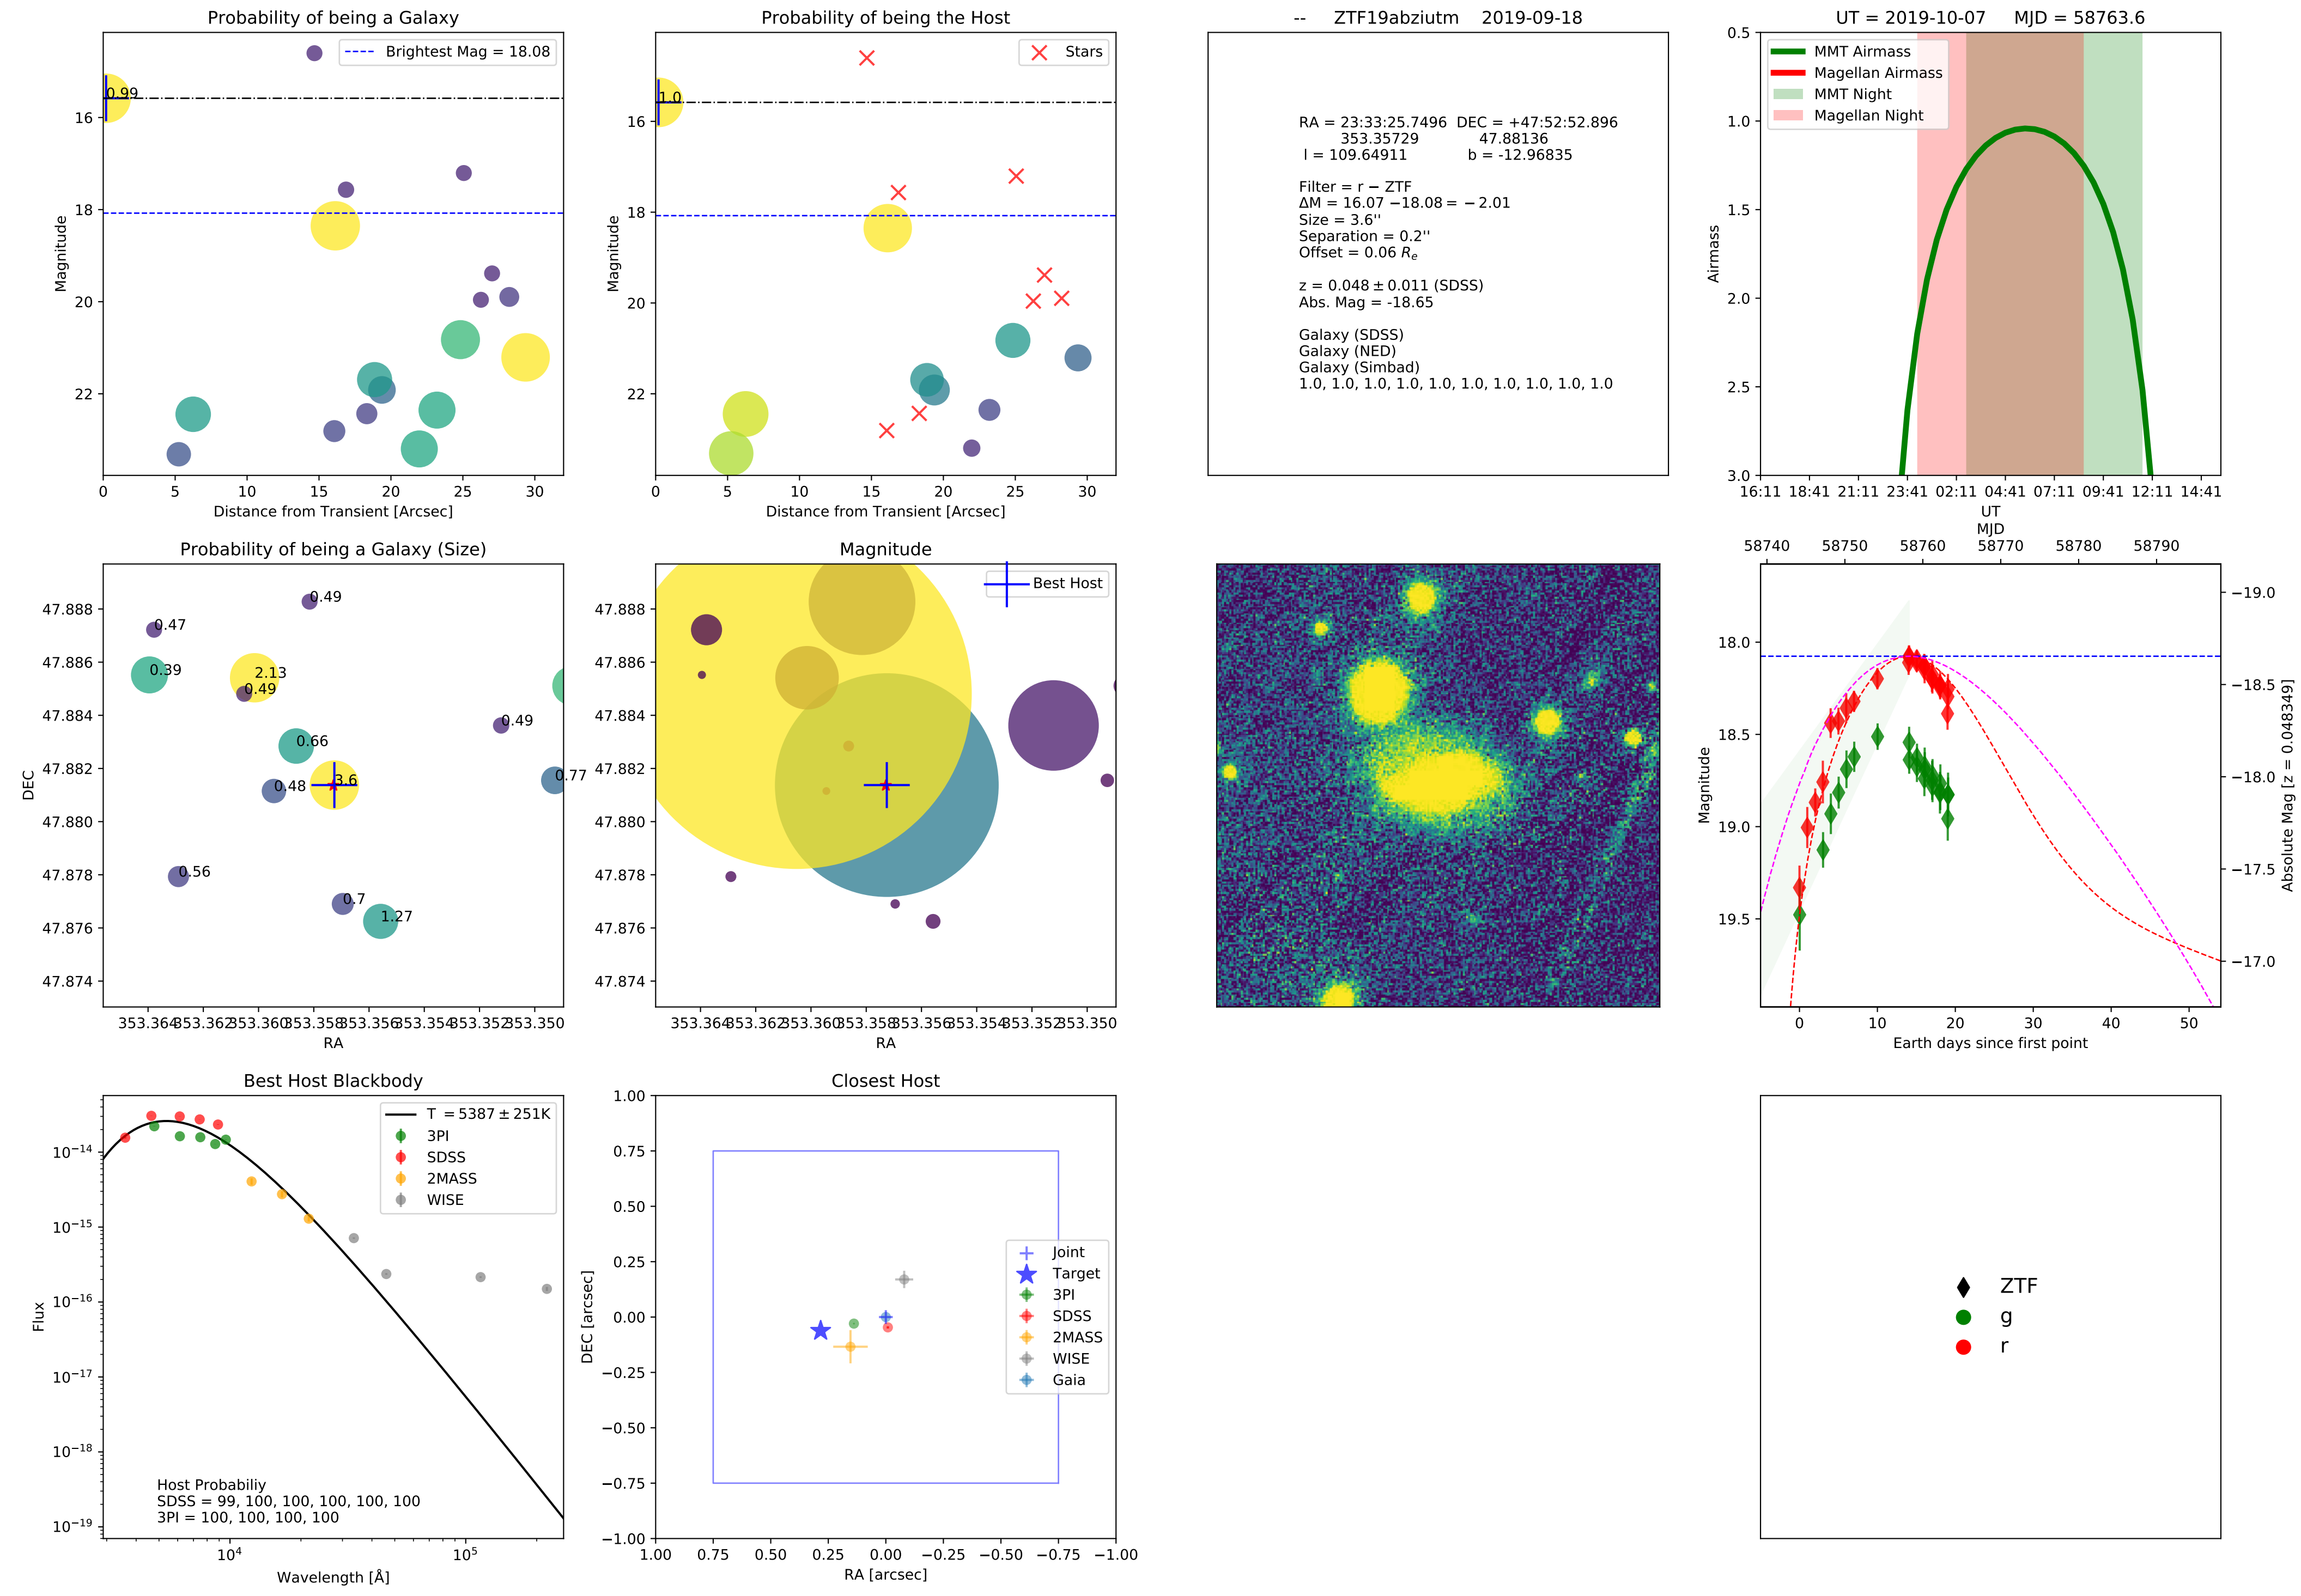 Probability of being a Galaxy
Brightest Mag = 18.08
0.99
16
18
20
22
Magnitude
0 5 10 15 20 25 30
Distance from Transient [Arcsec]
Probability of being the Host
Stars
1.0
16
18
20
22
Magnitude
0 5 10 15 20 25 30
Distance from Transient [Arcsec]
-- ZTF19abziutm 2019-09-18
RA = 23:33:25.7496 DEC = +47:52:52.896
353.35729 47.88136
l = 109.64911 b = -12.96835
Filter = r − ZTF
ΔM = 16.07 −18.08 = −2.01
Size = 3.6''
Separation = 0.2''
Offset = 0.06 Re
z = 0.048 ± 0.011 (SDSS)
Abs. Mag = -18.65
Galaxy (SDSS)
Galaxy (NED)
Galaxy (Simbad)
1.0, 1.0, 1.0, 1.0, 1.0, 1.0, 1.0, 1.0, 1.0, 1.0
UT = 2019-10-07 MJD = 58763.6
MMT Airmass
Magellan Airmass
MMT Night
Magellan Night
0.5
1.0
1.5
2.0
2.5
3.0
Airmass
16:11 18:41 21:11 23:41 02:11 04:41 07:11 09:41 12:11 14:41
UT
Probability of being a Galaxy (Size)
47.888
47.886
47.884
47.882
47.880
47.878
47.876
47.874
DEC
0.49
0.47
0.39
2.13
0.49
0.49
0.66
3.6
0.77
0.48
0.56
0.7
1.27
353.364 353.362 353.360 353.358 353.356 353.354 353.352 353.350
RA
Magnitude
Best Host
47.888
47.886
47.884
47.882
47.880
47.878
47.876
47.874
353.364 353.362 353.360 353.358 353.356 353.354 353.352 353.350
RA
MJD
58740 58750 58760 58770 58780 58790
18.0
18.5
19.0
19.5
Magnitude
−19.0
−18.5
−18.0
−17.5
−17.0
Absolute Mag [z = 0.048349]
0 10 20 30 40 50
Earth days since first point
Best Host Blackbody
T = 5387 ± 251K
3PI
SDSS
2MASS
WISE
10−14
10−15
10−16
10−17
10−18
10−19
Flux
Host Probabiliy
SDSS = 99, 100, 100, 100, 100, 100
3PI = 100, 100, 100, 100
104 105
Wavelength [Å]
Closest Host
1.00
0.75
0.50
0.25
0.00
−0.25
−0.50
−0.75
−1.00
DEC [arcsec]
Joint
Target
3PI
SDSS
2MASS
WISE
Gaia
1.00 0.75 0.50 0.25 0.00 −0.25 −0.50 −0.75 −1.00
RA [arcsec]
ZTF
g
r